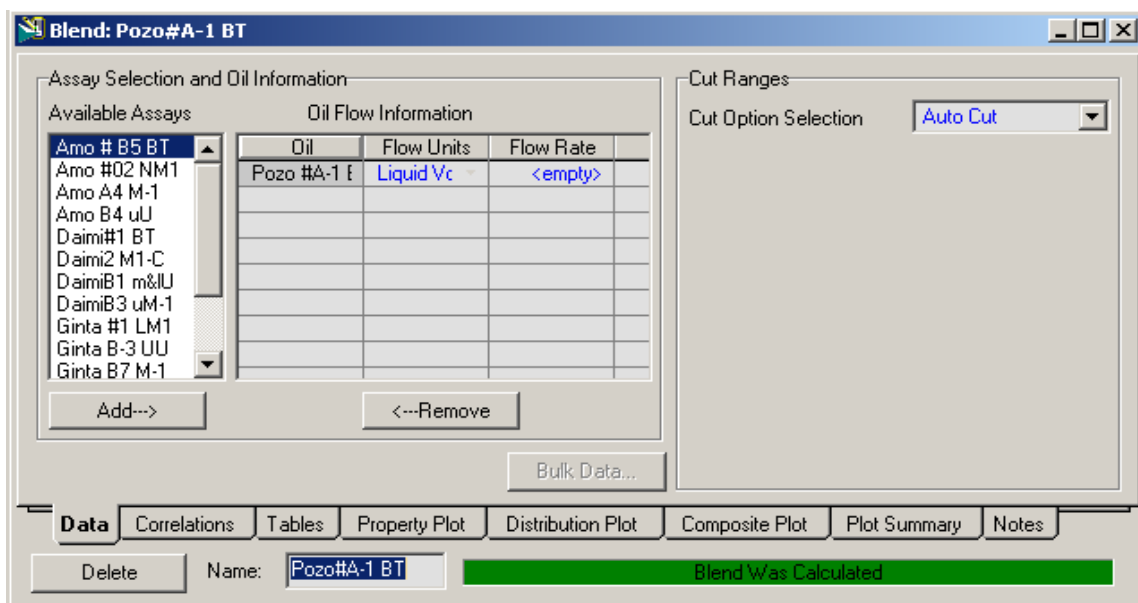 Blend: Pozo#A-1 BT
Assay Selection and Oil Information
Available Assays
Oil Flow Information
Amo # B5 BT
Amo #02 NM1
Amo A4 M-1
Amo B4 uU
Daimi#1 BT
Daimi2 M1-C
DaimiB1 m&lU
DaimiB3 uM-1
Ginta #1 LM1
Ginta B-3 UU
Ginta B7 M-1
Oil Flow Units Flow Rate
Pozo #A-1 E Liquid Vc <empty>
Add--->
<---Remove
Bulk Data...
Cut Ranges
Cut Option Selection Auto Cut
Data Correlations Tables Property Plot Distribution Plot Composite Plot Plot Summary Notes
Delete Name: Pozo#A-1 BT Blend Was Calculated